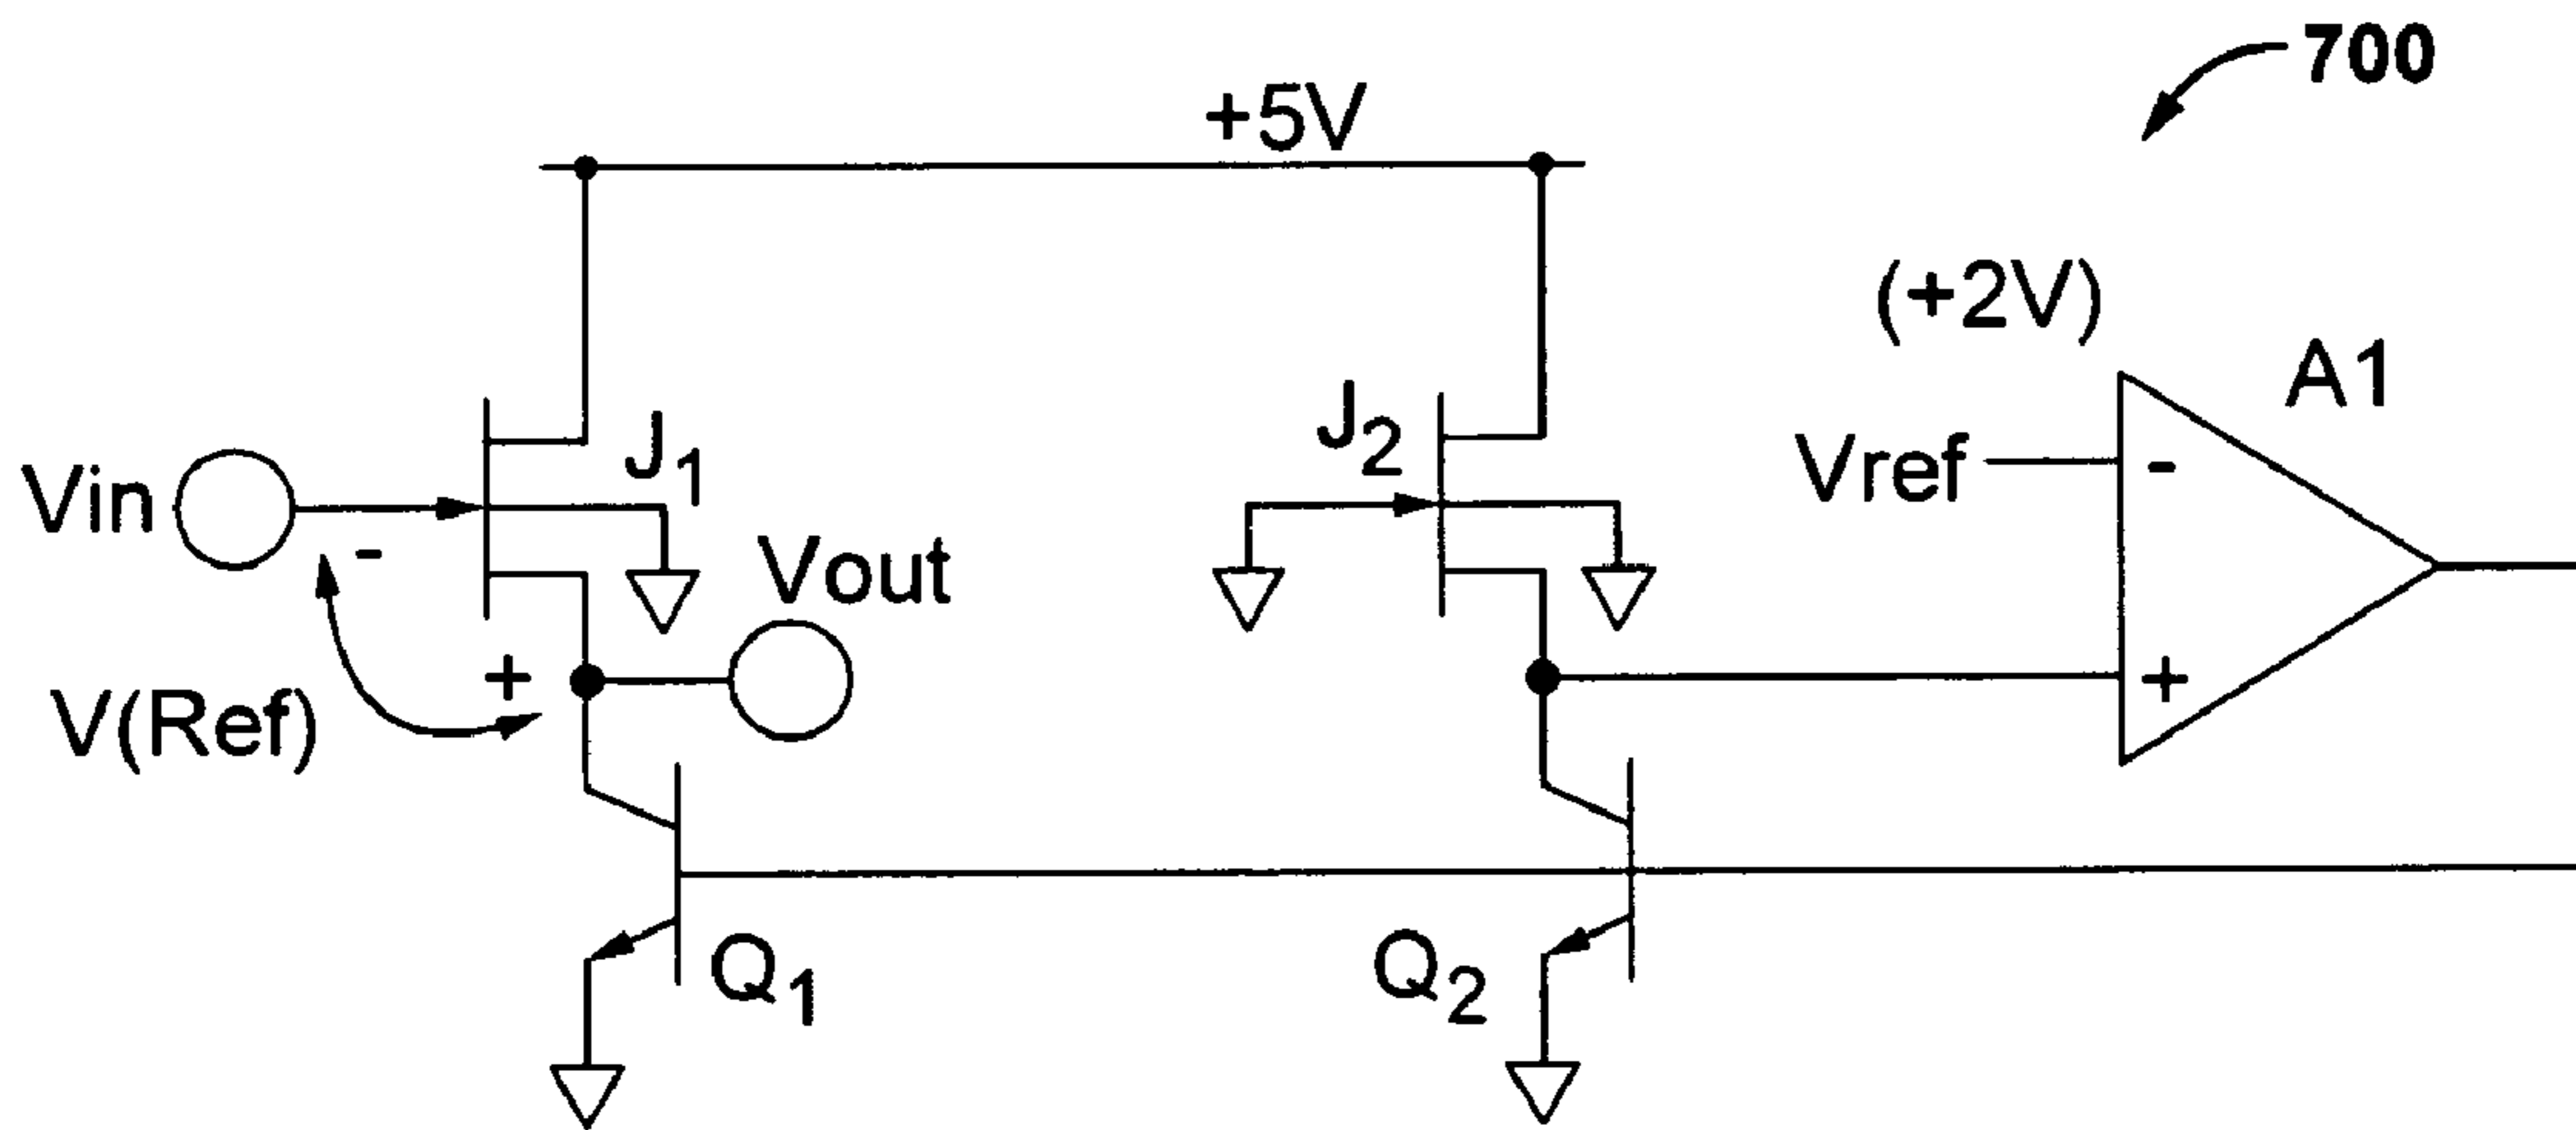 700
+5V
(+2V)
A1
J1
J2
Vref
-
Vin
-
Vout
+
+
V(Ref)
Q1
Q2